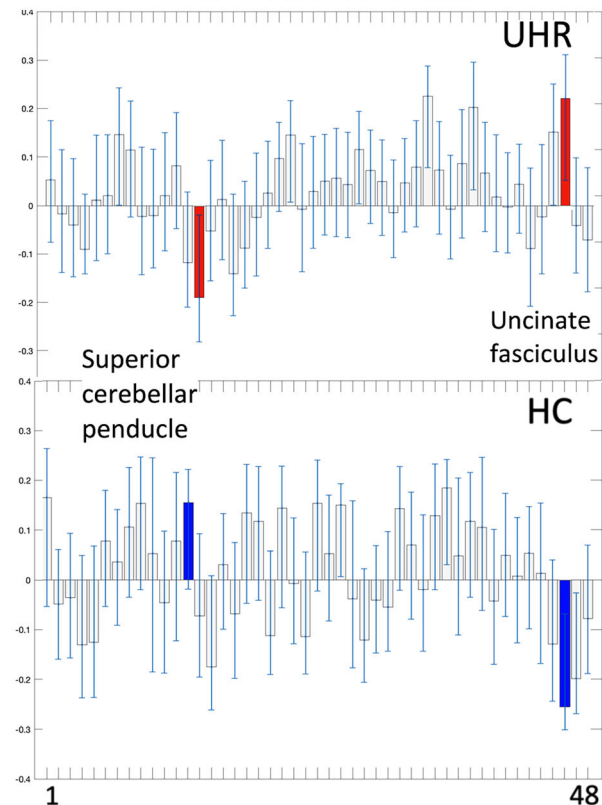 0.4
UHR
0.3
0.2
0.1
0
-0.1
-0.2
-0.3
Superior
cerebellar
penducle
Uncinate
fasciculus
0.4
HC
0.3
0.2
0.1
0
-0.1
-0.2
-0.3
-0.4
1
48